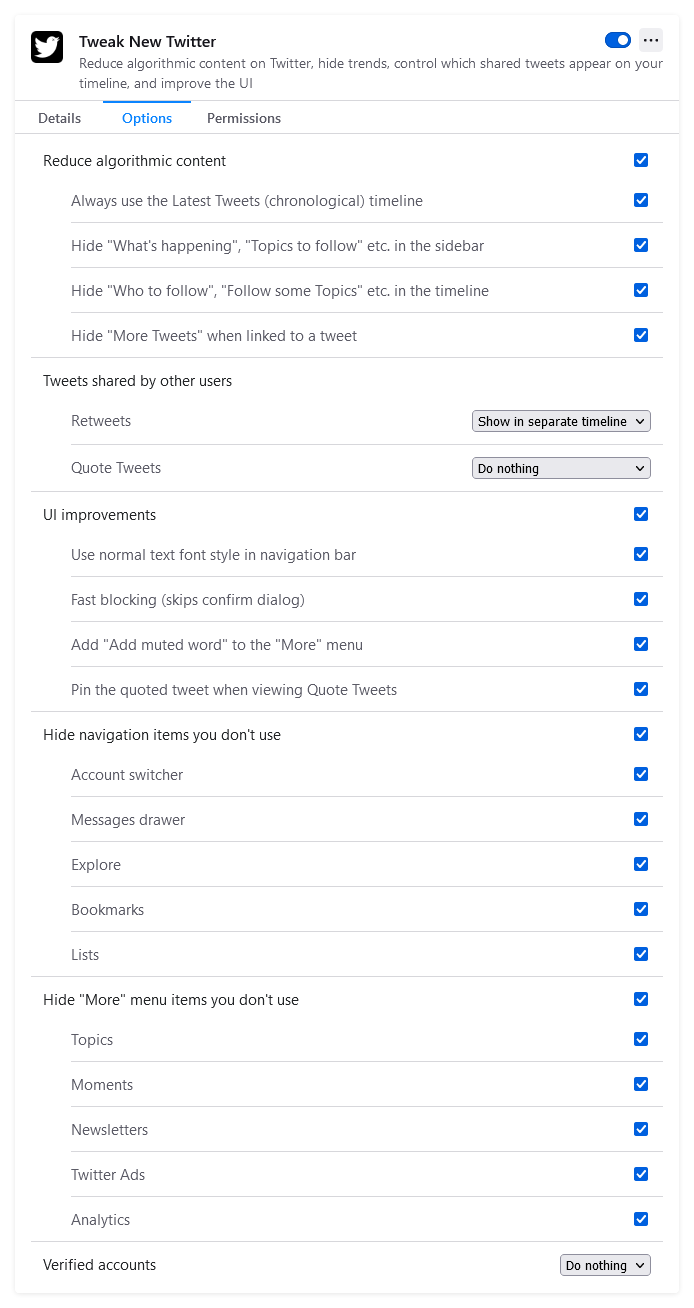 Tweak New Twitter
Reduce algorithmic content on Twitter, hide trends, control which shared tweets appear on your
timeline, and improve the UI
Details Options Permissions
Reduce algorithmic content
Always use the Latest Tweets (chronological) timeline
Hide "What's happening", "Topics to follow" etc. in the sidebar
Hide "Who to follow", "Follow some Topics" etc. in the timeline
Hide "More Tweets" when linked to a tweet
Tweets shared by other users
Retweets Show in separate timeline
Quote Tweets Do nothing
UI improvements
Use normal text font style in navigation bar
Fast blocking (skips confirm dialog)
Add "Add muted word" to the "More" menu
Pin the quoted tweet when viewing Quote Tweets
Hide navigation items you don't use
Account switcher
Messages drawer
Explore
Bookmarks
Lists
Hide "More" menu items you don't use
Topics
Moments
Newsletters
Twitter Ads
Analytics
Verified accounts Do nothing